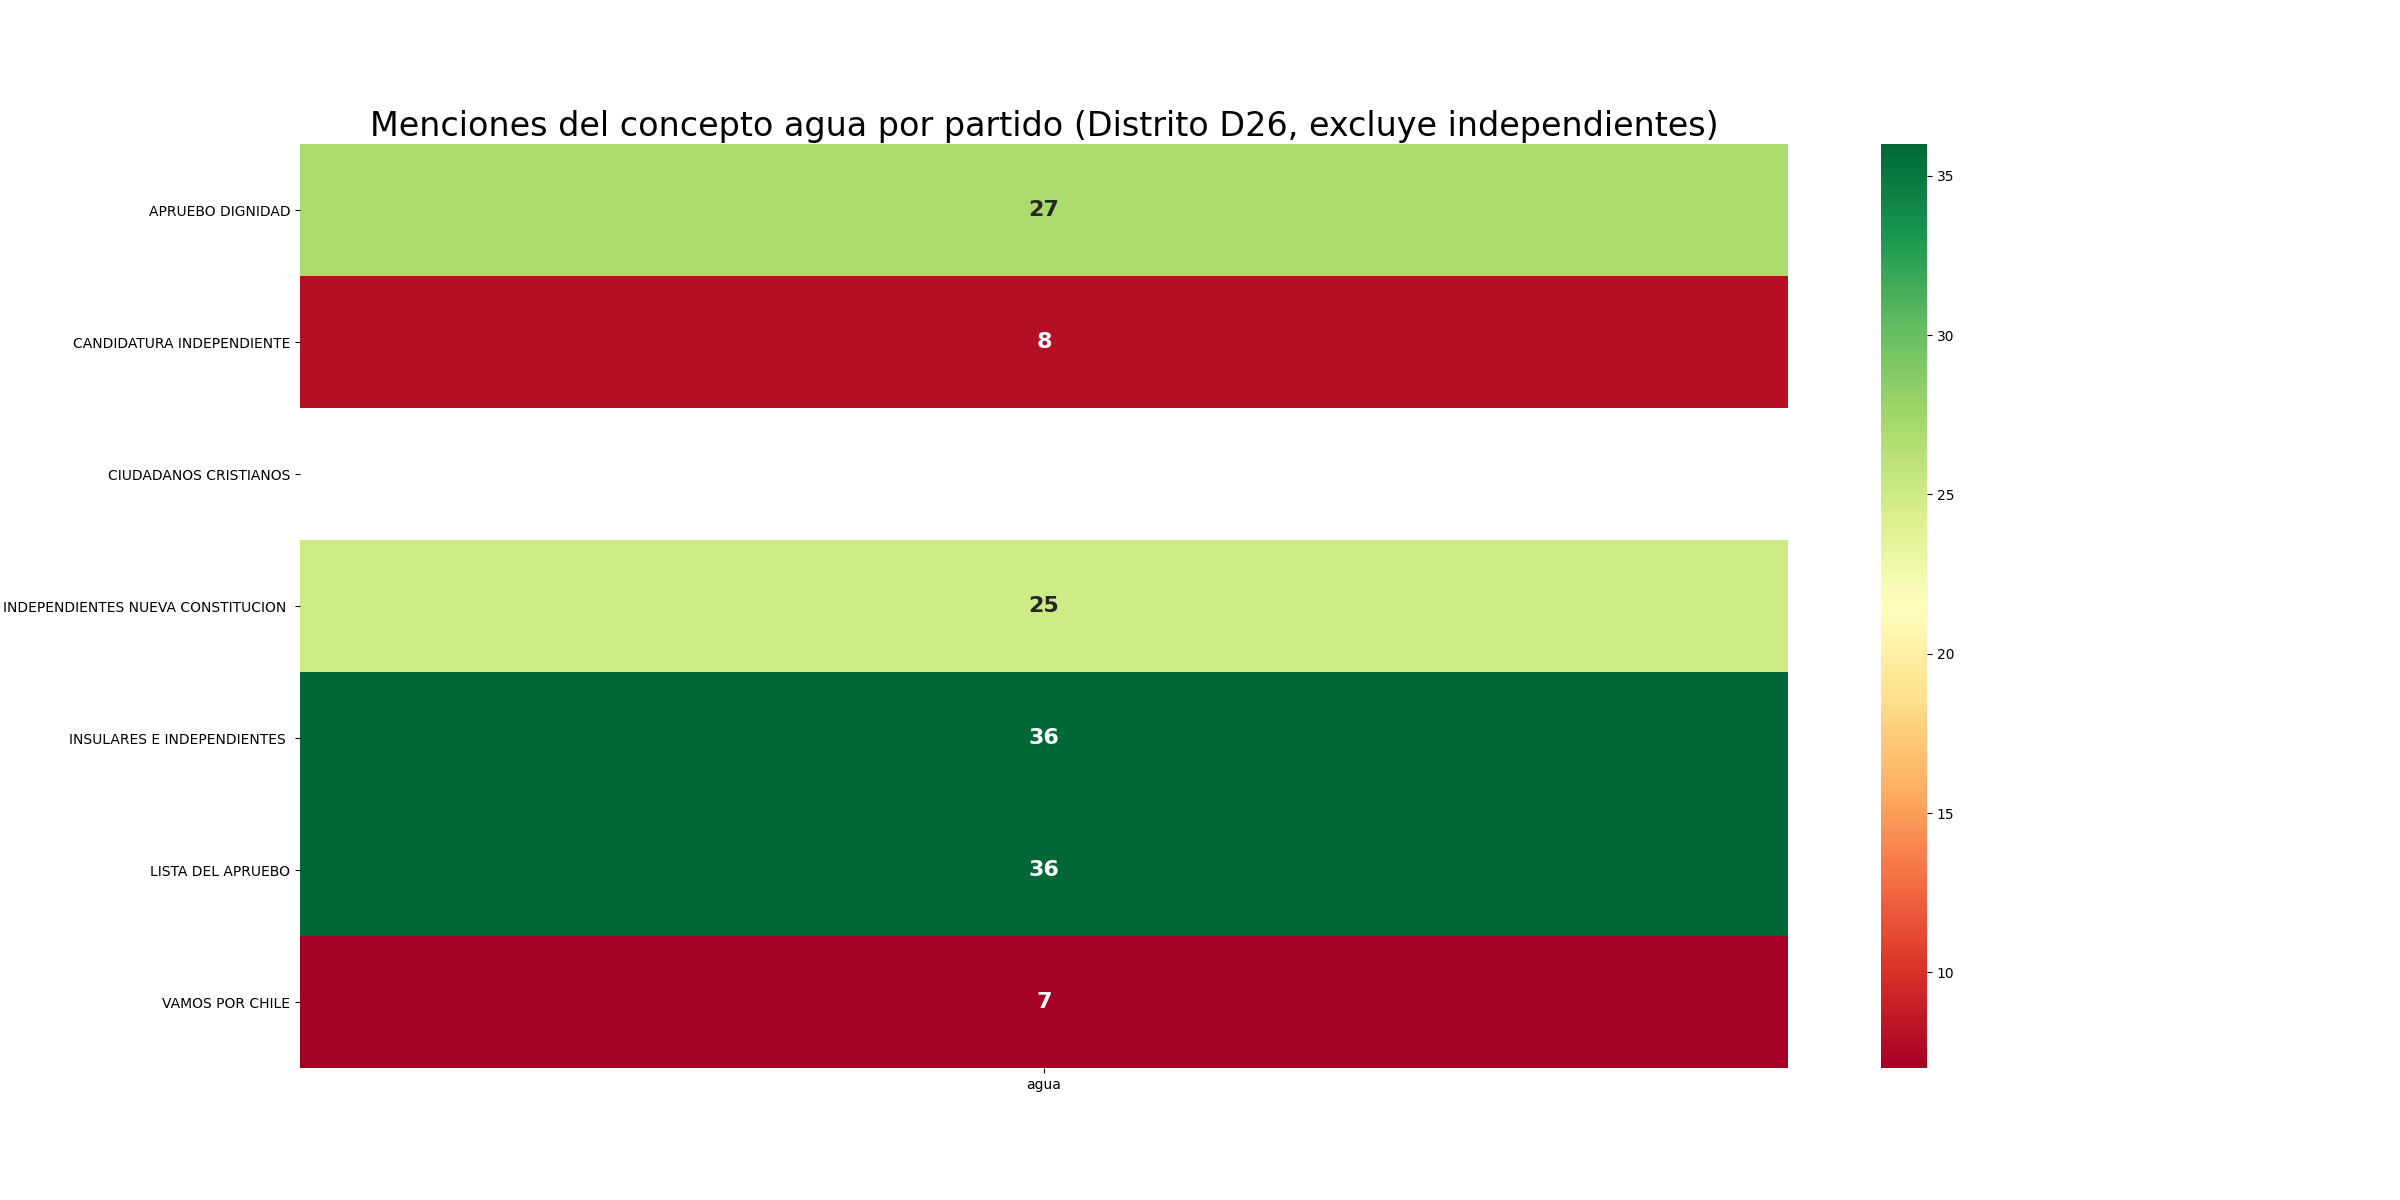 Menciones del concepto agua por partido (Distrito D26, excluye independientes)
APRUEBO DIGNIDAD
27
CANDIDATURA INDEPENDIENTE
8
CIUDADANOS CRISTIANOS
INDEPENDIENTES NUEVA CONSTITUCION
25
INSULARES E INDEPENDIENTES
36
LISTA DEL APRUEBO
36
VAMOS POR CHILE
7
agua
35
30
25
20
15
10